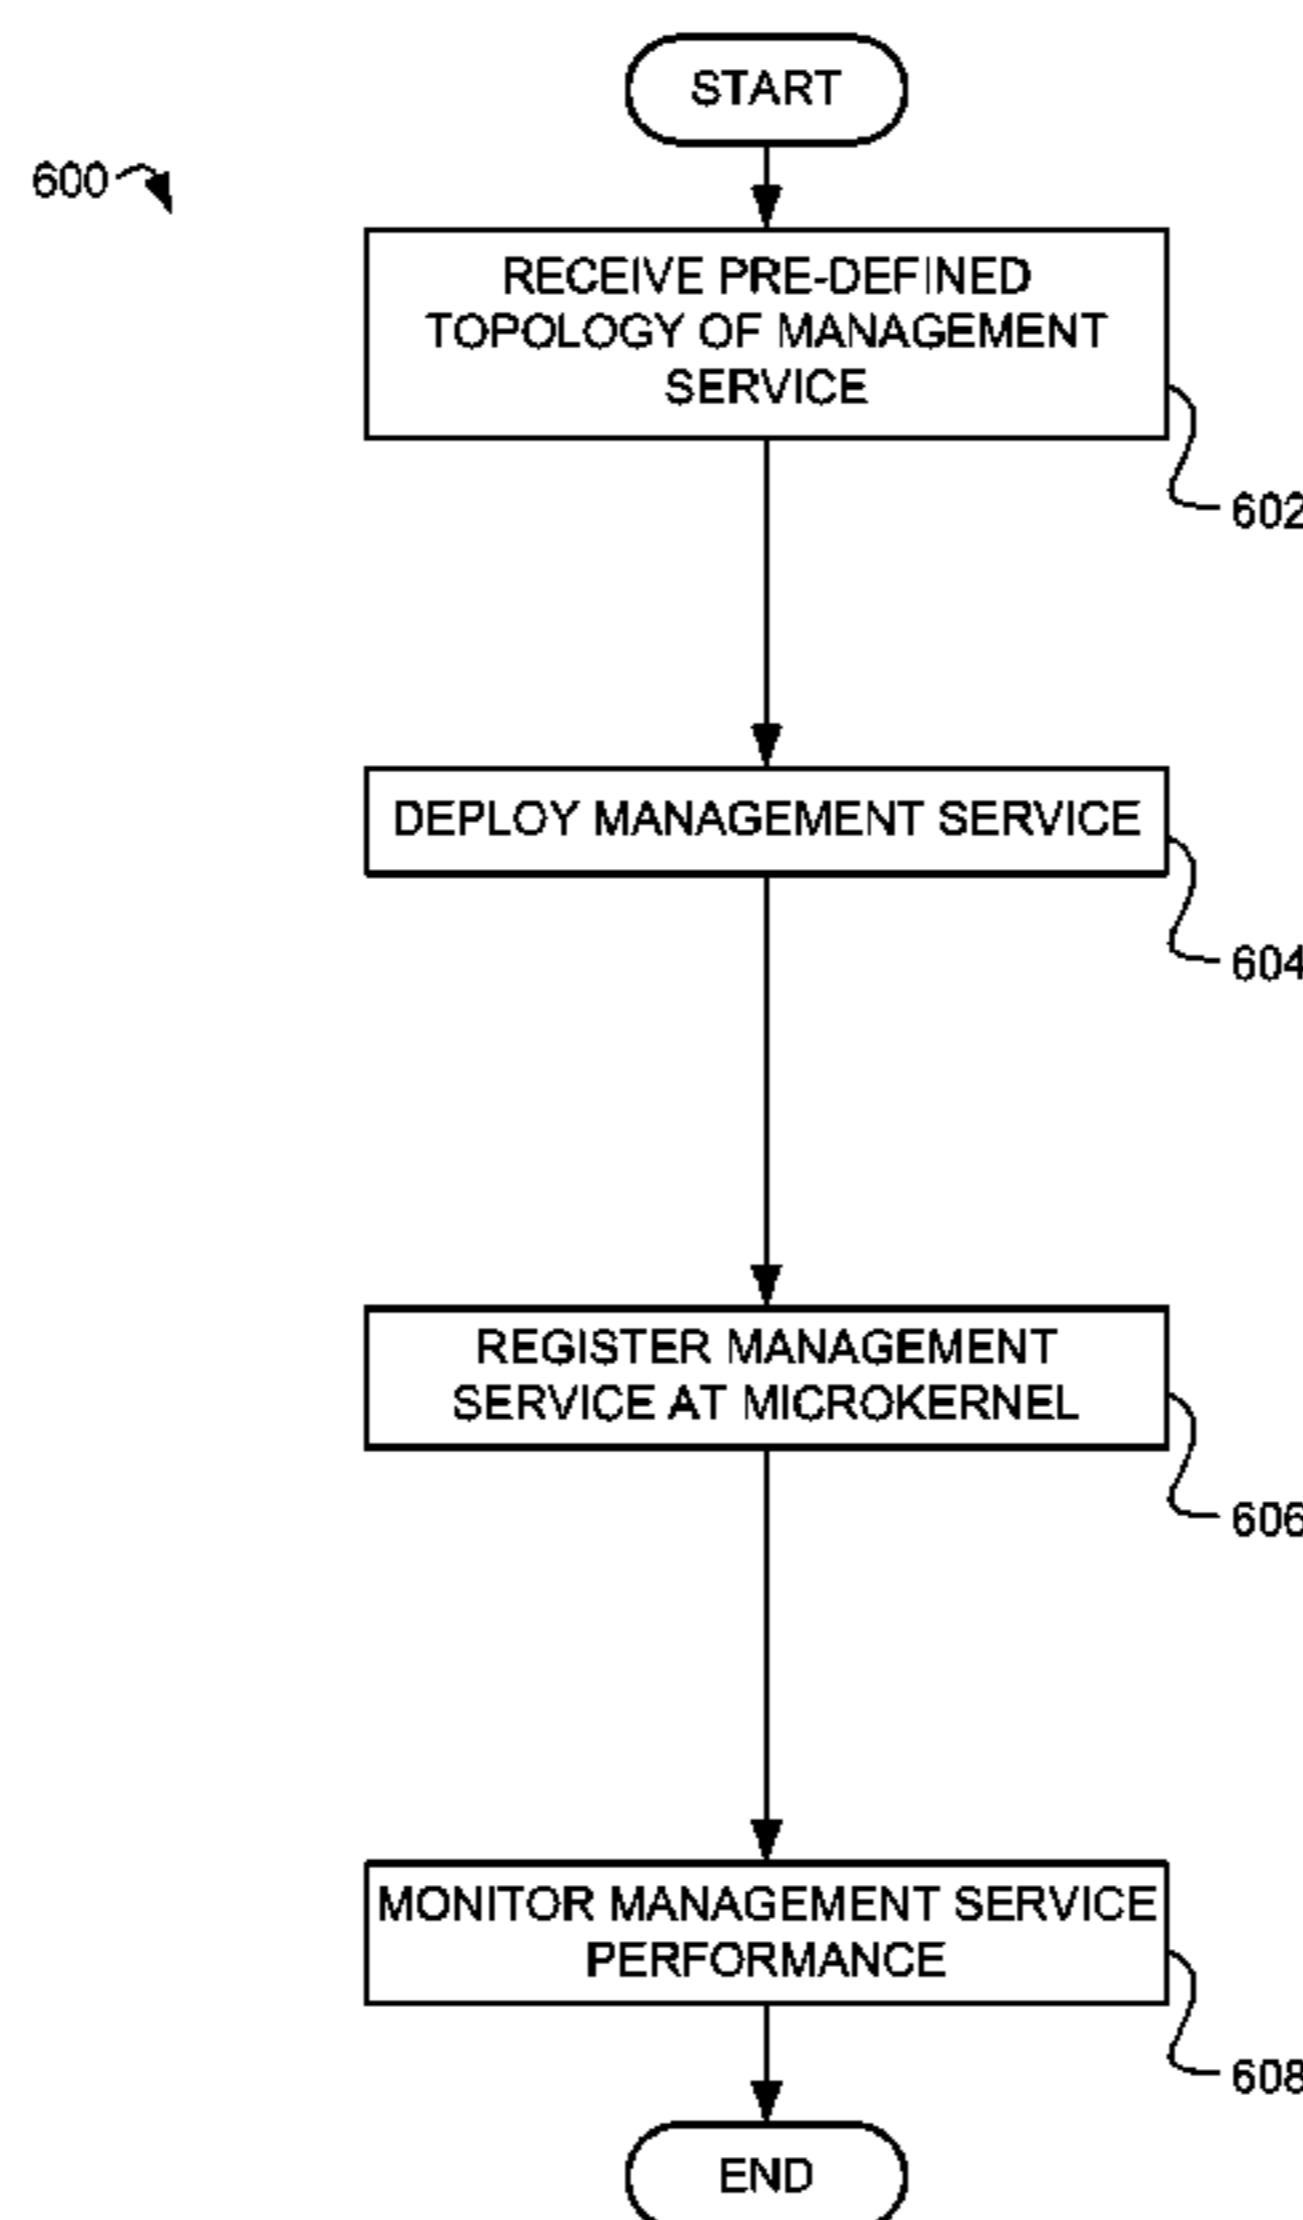 START
600
RECEIVE PRE-DEFINED
TOPOLOGY OF MANAGEMENT
SERVICE
602
DEPLOY MANAGEMENT SERVICE
604
REGISTER MANAGEMENT
SERVICE AT MICROKERNEL
606
MONITOR MANAGEMENT SERVICE
PERFORMANCE
608
END